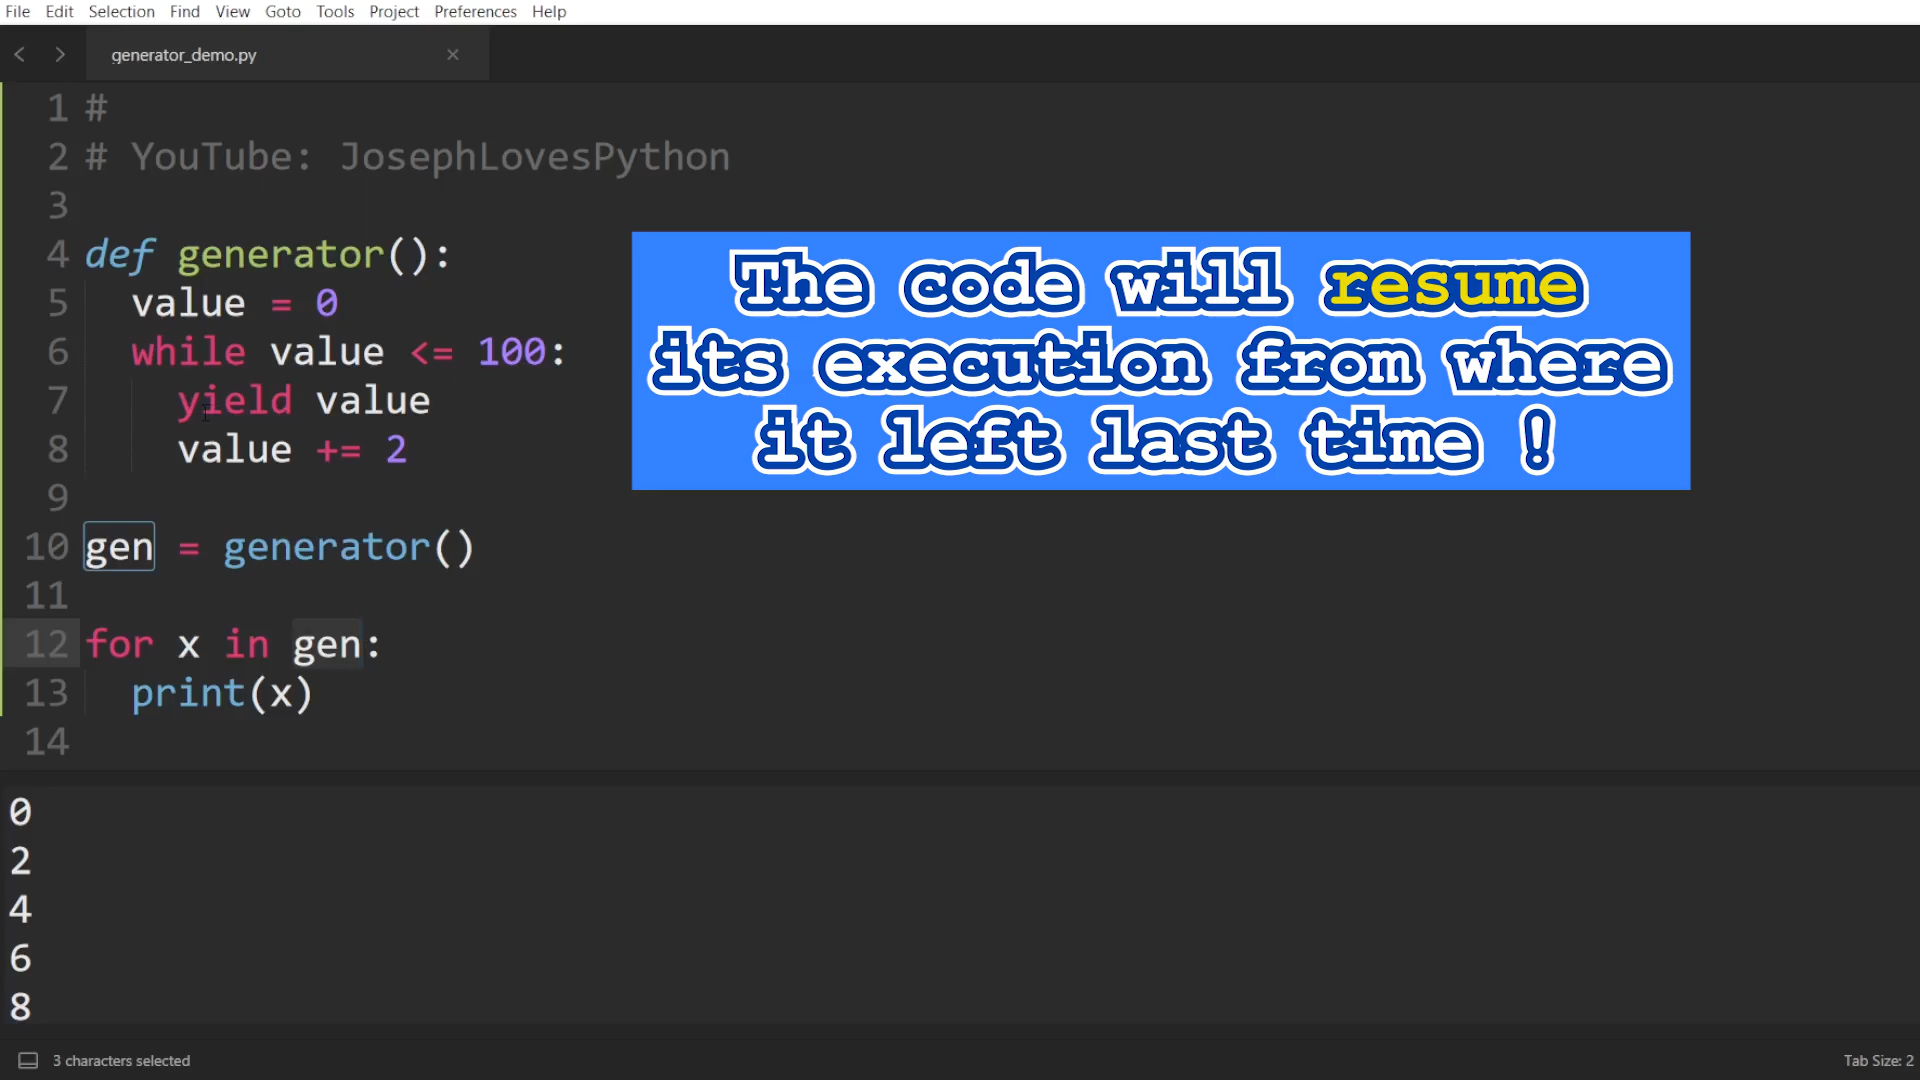 File Edit Selection Find View Goto Tools Project Preferences Help
generator_demo.py
1 #
2 # YouTube: JosephLovesPython
3
4 def generator():
5 value = 0
6 while value <= 100:
7 yield value
8 value += 2
9
10 gen = generator()
11
12 for x in gen:
13 print(x)
14
The code will resume
its execution from where
it left last time !
0
2
4
6
8
3 characters selected
Tab Size: 2